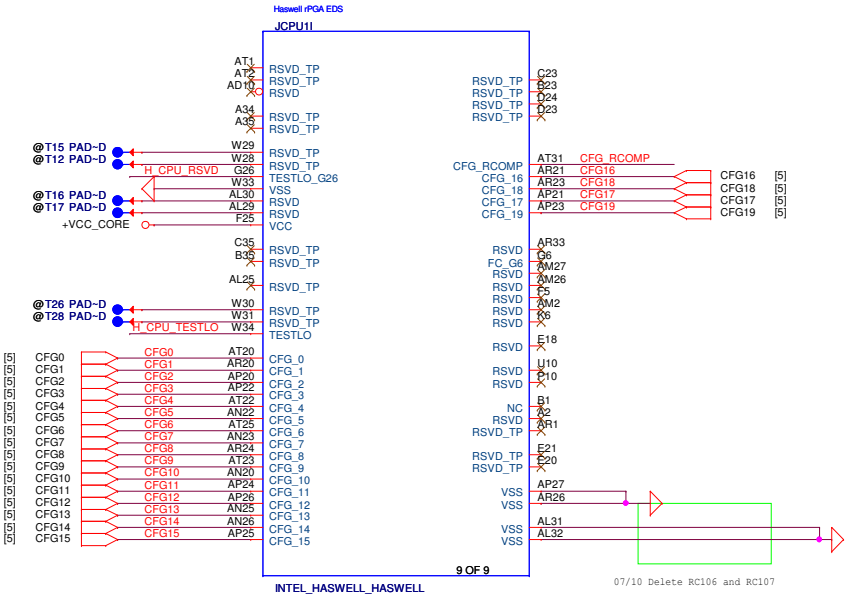 Haswell rPGA EDS
JCPU1I
AT1 RSVD_TP
AT2 RSVD_TP
AD10 RSVD
A34 RSVD_TP
A35 RSVD_TP
@T15 PAD~D W29 RSVD_TP
@T12 PAD~D W28 RSVD_TP
H_CPU_RSVD G26 TESTLO_G26
W33 VSS
@T16 PAD~D AL30 RSVD
@T17 PAD~D AL29 RSVD
+VCC_CORE F25 VCC
C35 RSVD_TP
B35 RSVD_TP
AL25 RSVD_TP
@T26 PAD~D W30 RSVD_TP
@T28 PAD~D W31 RSVD_TP
H_CPU_TESTLO W34 TESTLO
[5] CFG0 CFG0 AT20 CFG_0
[5] CFG1 CFG1 AR20 CFG_1
[5] CFG2 CFG2 AP20 CFG_2
[5] CFG3 CFG3 AP22 CFG_3
[5] CFG4 CFG4 AT22 CFG_4
[5] CFG5 CFG5 AN22 CFG_5
[5] CFG6 CFG6 AT25 CFG_6
[5] CFG7 CFG7 AN23 CFG_7
[5] CFG8 CFG8 AR24 CFG_8
[5] CFG9 CFG9 AT23 CFG_9
[5] CFG10 CFG10 AN20 CFG_10
[5] CFG11 CFG11 AP24 CFG_11
[5] CFG12 CFG12 AP26 CFG_12
[5] CFG13 CFG13 AN25 CFG_13
[5] CFG14 CFG14 AN26 CFG_14
[5] CFG15 CFG15 AP25 CFG_15
RSVD_TP C23
RSVD_TP B23
RSVD_TP D24
RSVD_TP D23
CFG_RCOMP AT31 CFG_RCOMP
CFG_16 AR21 CFG16 CFG16 [5]
CFG_18 AR23 CFG18 CFG18 [5]
CFG_17 AP21 CFG17 CFG17 [5]
CFG_19 AP23 CFG19 CFG19 [5]
RSVD AR33
FC_G6 G6
RSVD AM27
RSVD AM26
RSVD F5
RSVD AM2
RSVD K6
RSVD E18
RSVD U10
RSVD P10
NC B1
RSVD A2
RSVD_TP AR1
RSVD_TP E21
RSVD_TP E20
VSS AP27
VSS AR26
VSS AL31
VSS AL32
9 OF 9
INTEL_HASWELL_HASWELL
07/10 Delete RC106 and RC107